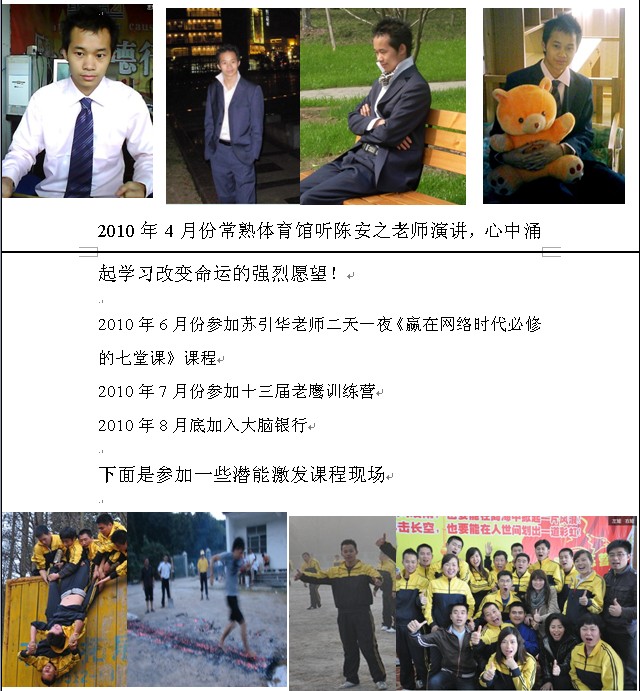 德行
2010 年 4 月份常熟体育馆听陈安之老师演讲，心中涌
起学习改变命运的强烈愿望！
2010 年 6 月份参加苏引华老师二天一夜《赢在网络时代必修
的七堂课》课程
2010 年 7 月份参加十三届老鹰训练营
2010 年 8 月底加入大脑银行
下面是参加一些潜能激发课程现场
击长空，
也要能在人世间划出一道彩虹